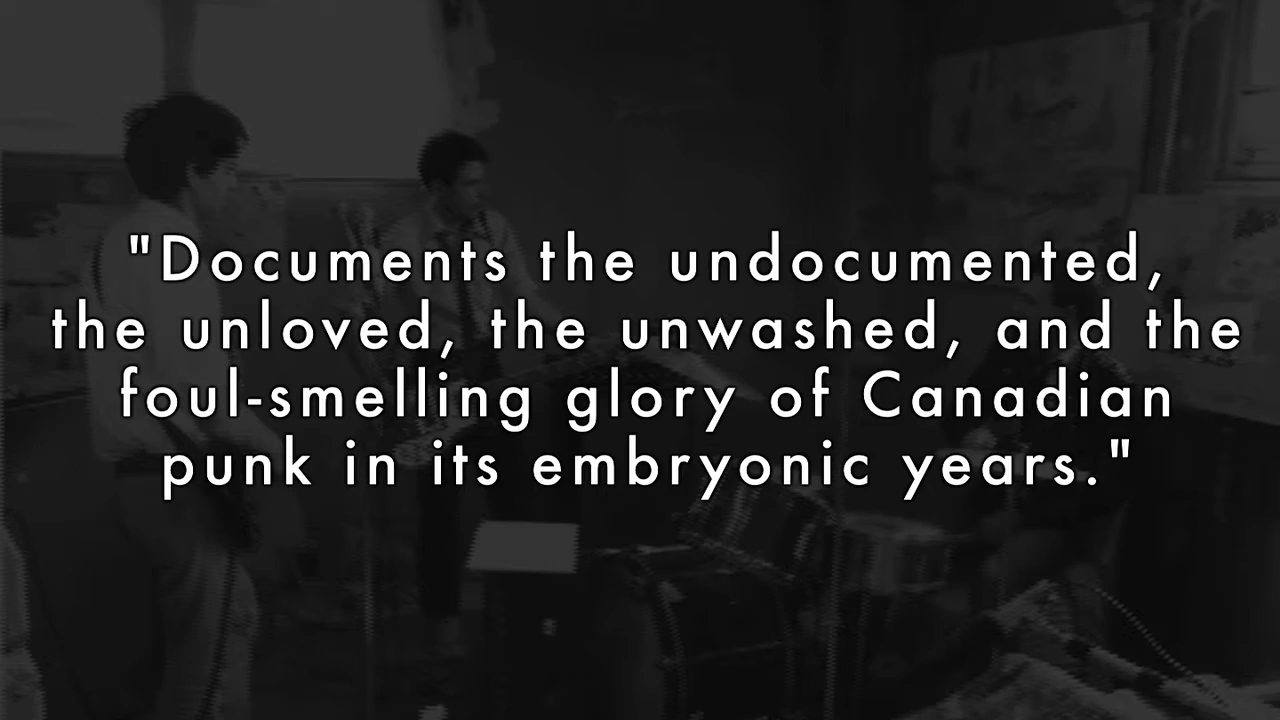 "Documents the undocumented,
the unloved, the unwashed, and the
foul-smelling glory of Canadian
punk in its embryonic years."